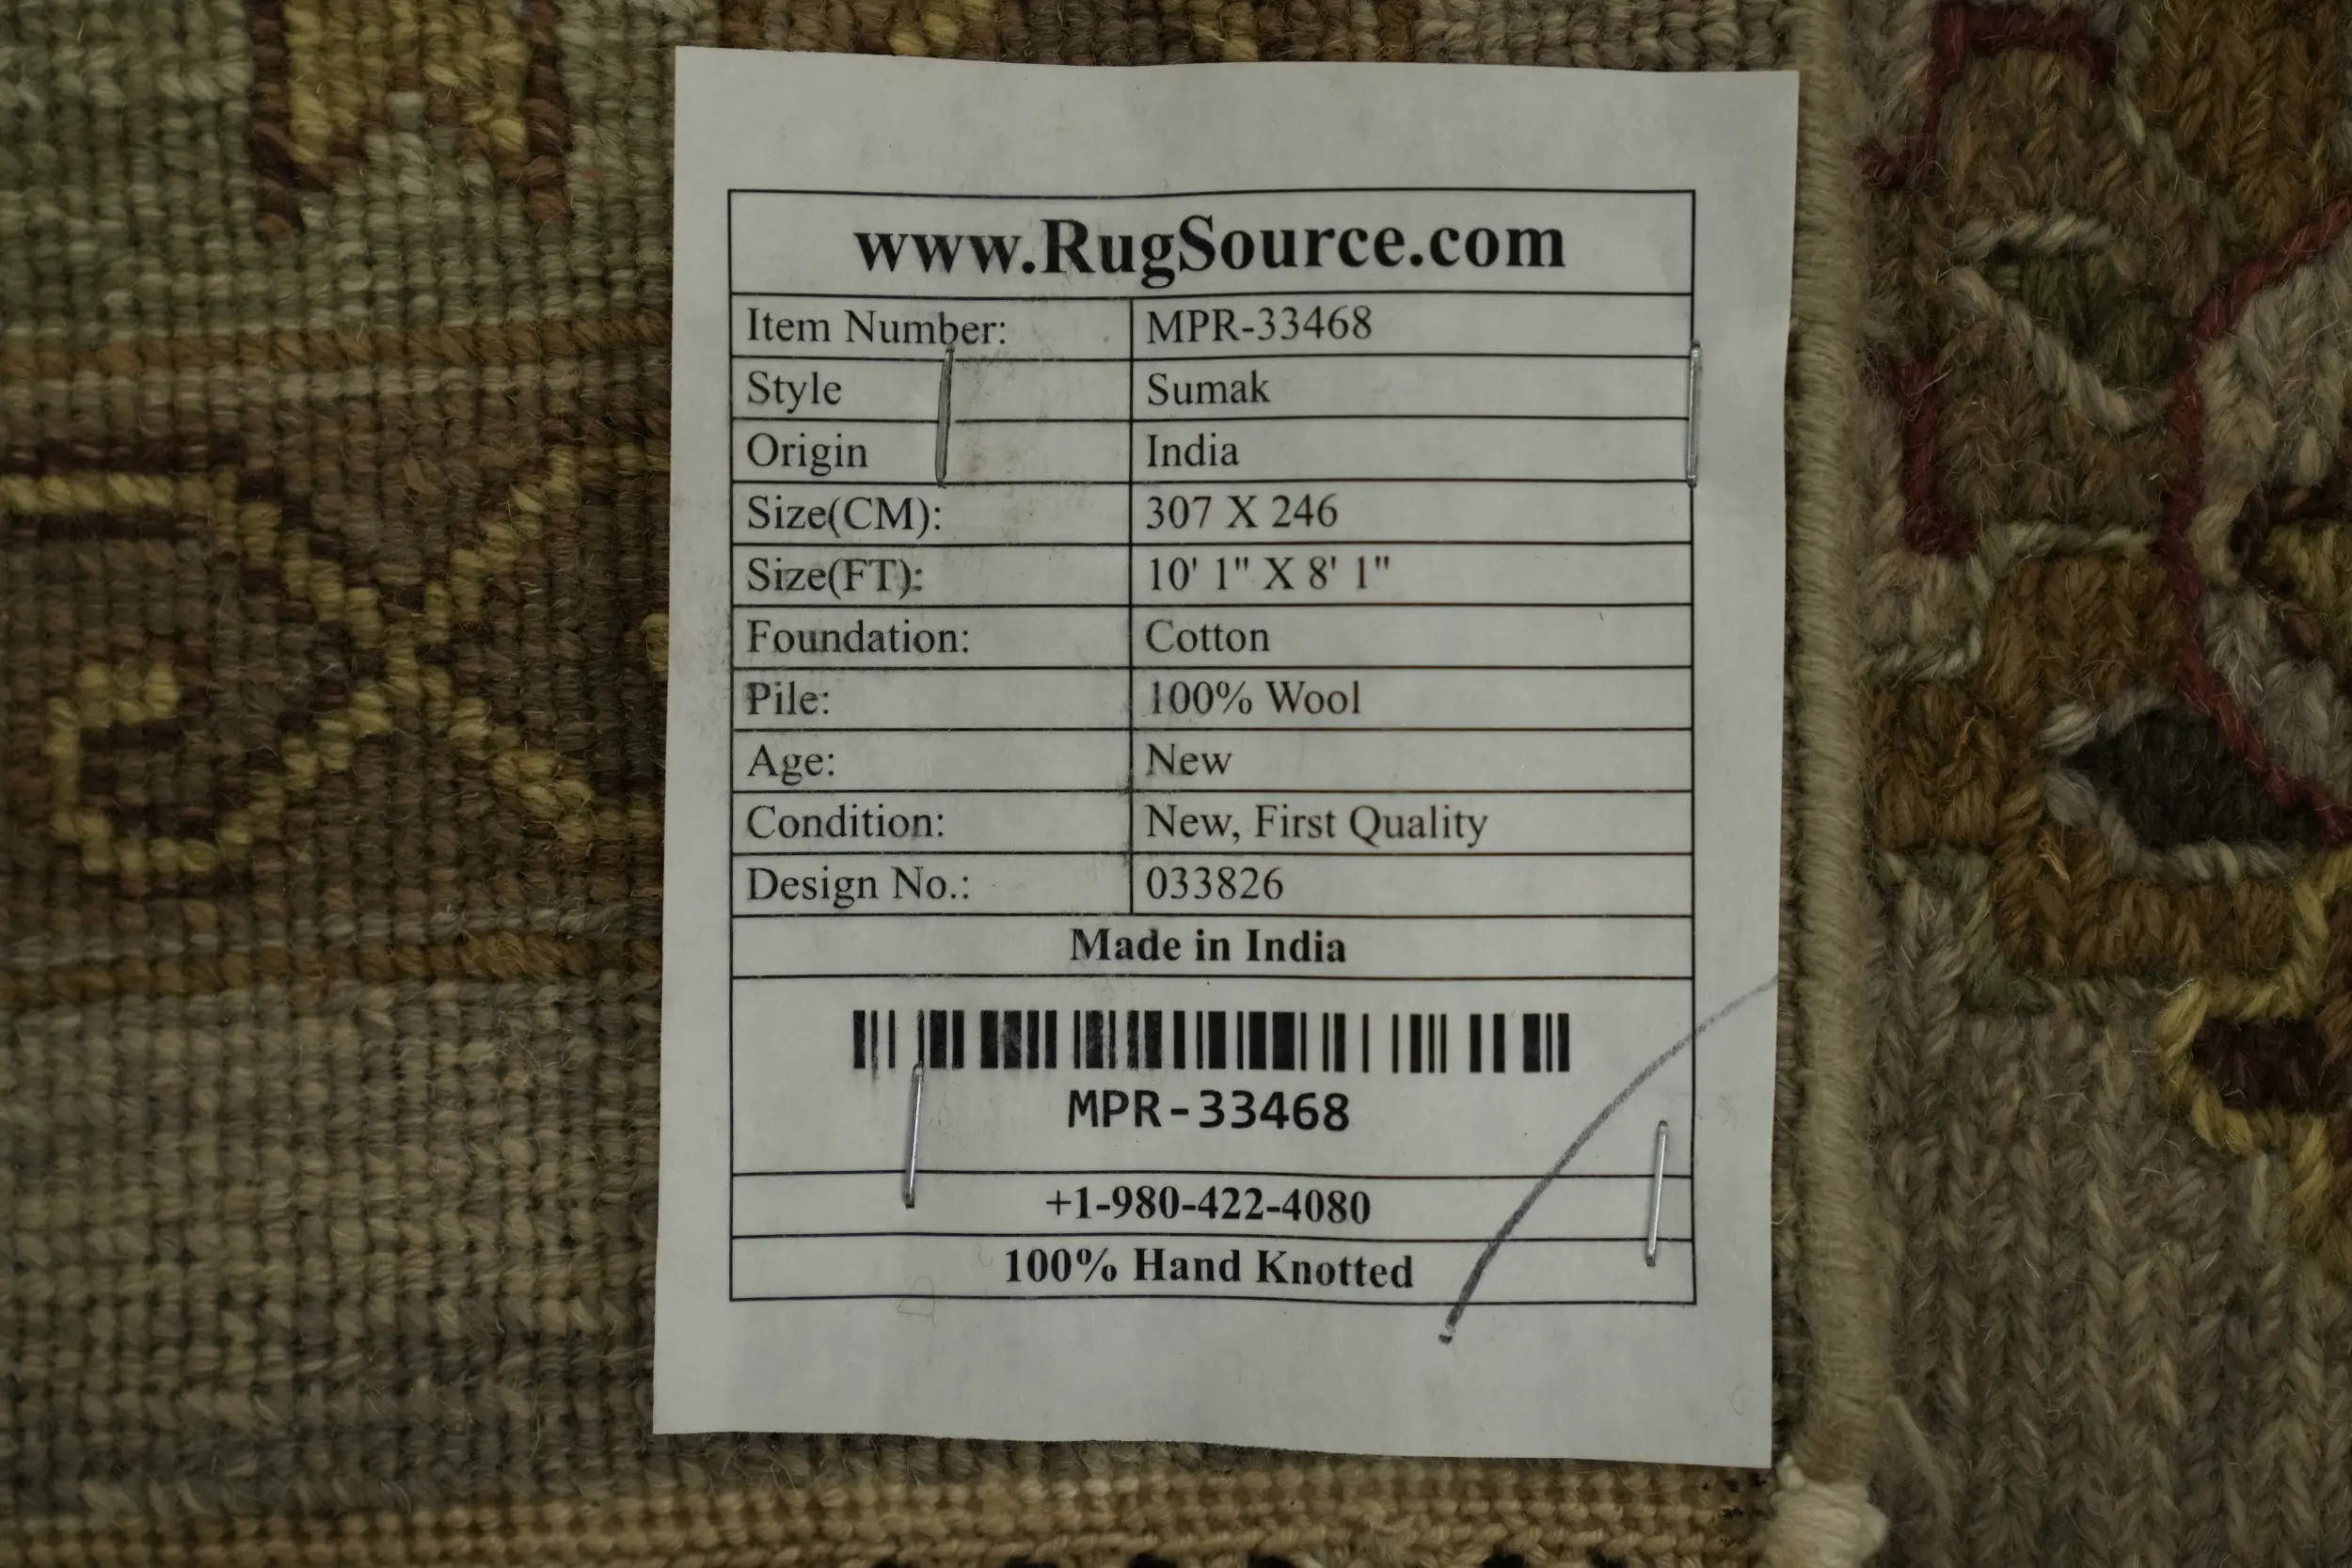 www.RugSource.com
Item Number: MPR-33468
Style Sumak
Origin India
Size(CM): 307 X 246
Size(FT): 10' 1" X 8' 1"
Foundation: Cotton
Pile: 100% Wool
Age: New
Condition: New, First Quality
Design No.: 033826
Made in India
MPR-33468
+1-980-422-4080
100% Hand Knotted